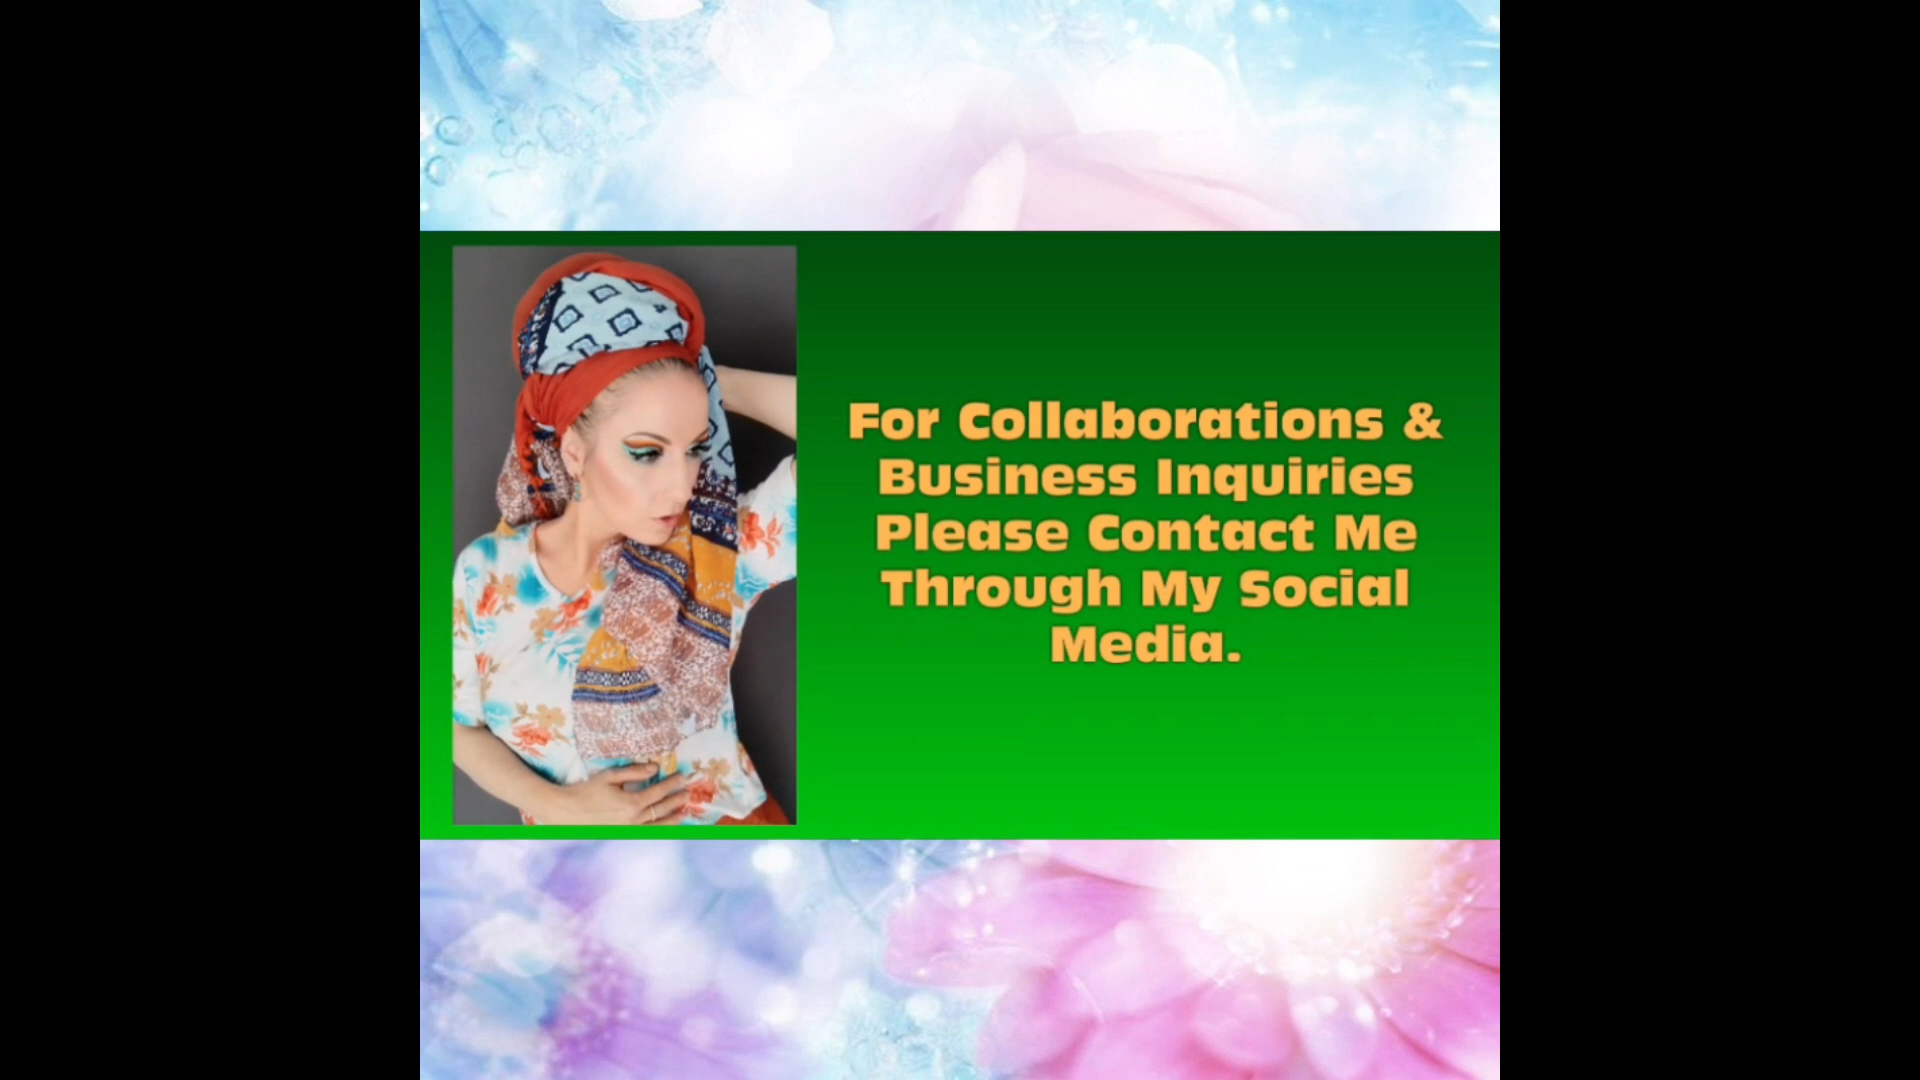 For Collaborations &
Business Inquiries
Please Contact Me
Through My Social
Media.